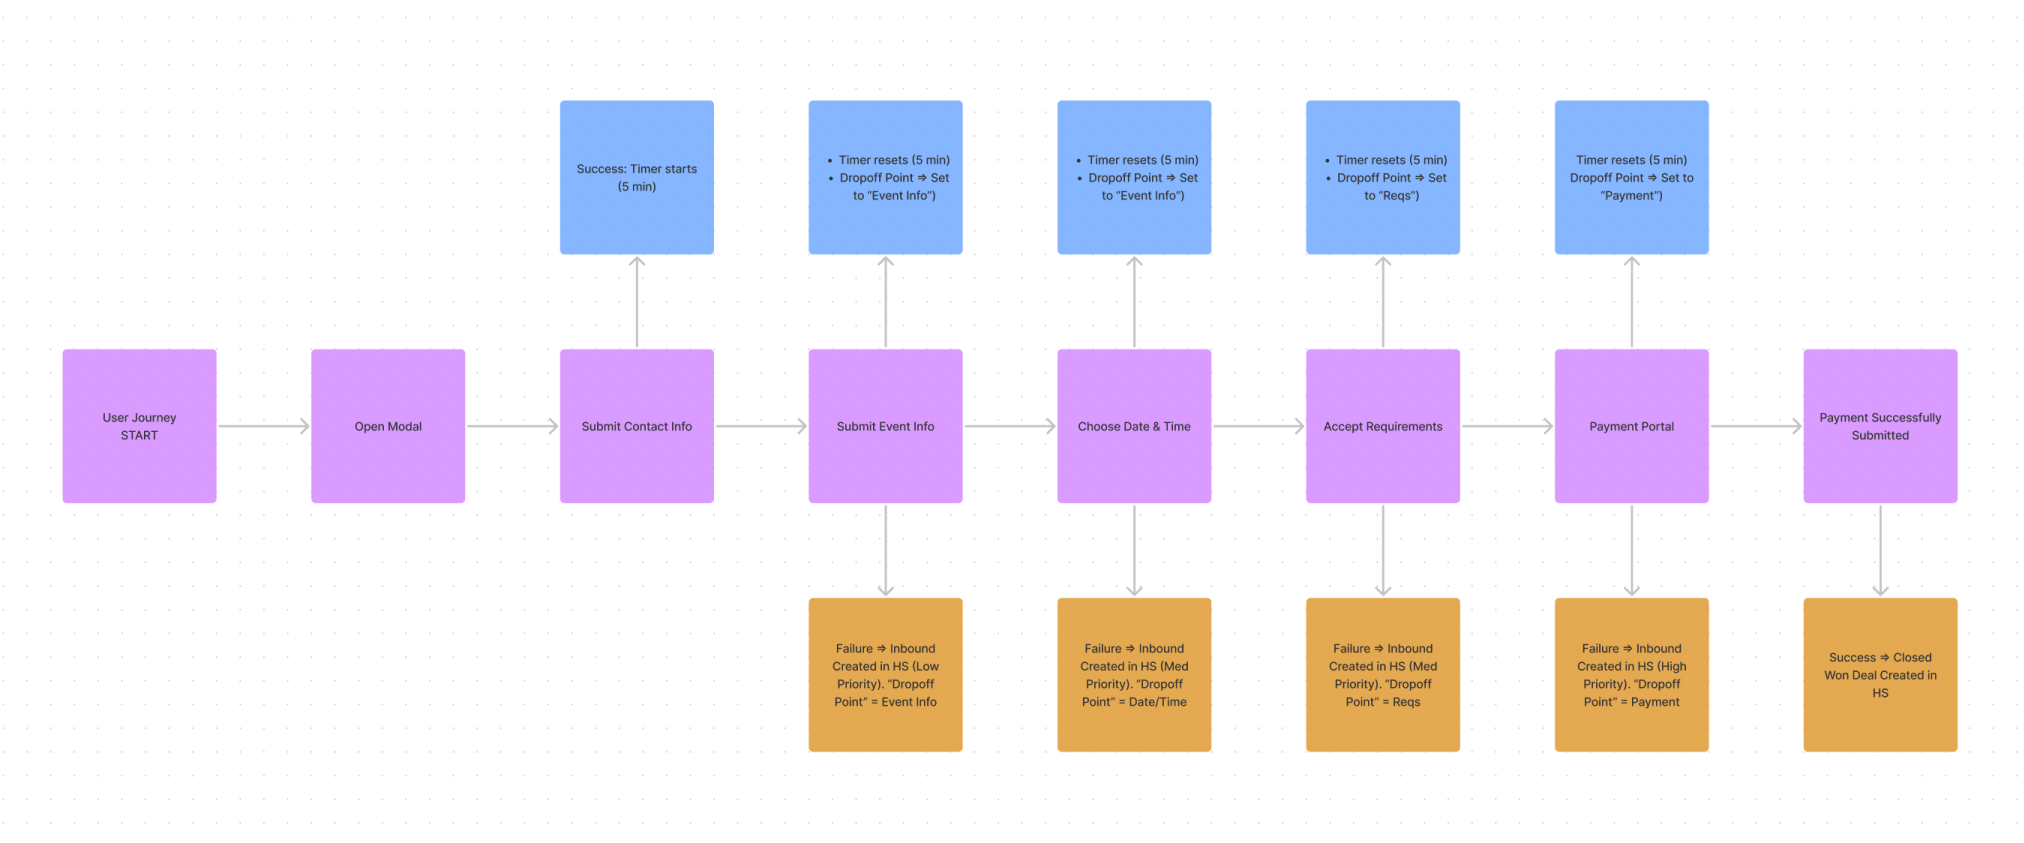 Success: Timer starts
(5 min)
• Timer resets (5 min)
• Dropoff Point => Set
to “Event Info”)
• Timer resets (5 min)
• Dropoff Point => Set
to “Event Info”)
• Timer resets (5 min)
• Dropoff Point => Set
to “Reqs”)
Timer resets (5 min)
Dropoff Point => Set to
“Payment”)
User Journey
START
Open Modal
Submit Contact Info
Submit Event Info
Choose Date & Time
Accept Requirements
Payment Portal
Payment Successfully
Submitted
Failure => Inbound
Created in HS (Low
Priority). “Dropoff
Point” = Event Info
Failure => Inbound
Created in HS (Med
Priority). “Dropoff
Point” = Date/Time
Failure => Inbound
Created in HS (Med
Priority). “Dropoff
Point” = Reqs
Failure => Inbound
Created in HS (High
Priority). “Dropoff
Point” = Payment
Success => Closed
Won Deal Created in
HS